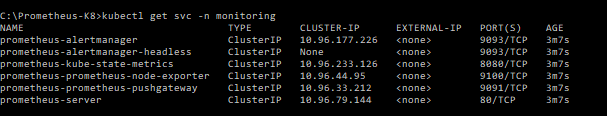 C:\Prometheus-K8>kubectl get svc -n monitoring
NAME TYPE CLUSTER-IP EXTERNAL-IP PORT(S) AGE
prometheus-alertmanager ClusterIP 10.96.177.226 <none> 9093/TCP 3m7s
prometheus-alertmanager-headless ClusterIP None <none> 9093/TCP 3m7s
prometheus-kube-state-metrics ClusterIP 10.96.233.126 <none> 8080/TCP 3m7s
prometheus-prometheus-node-exporter ClusterIP 10.96.44.95 <none> 9100/TCP 3m7s
prometheus-prometheus-pushgateway ClusterIP 10.96.33.212 <none> 9091/TCP 3m7s
prometheus-server ClusterIP 10.96.79.144 <none> 80/TCP 3m7s